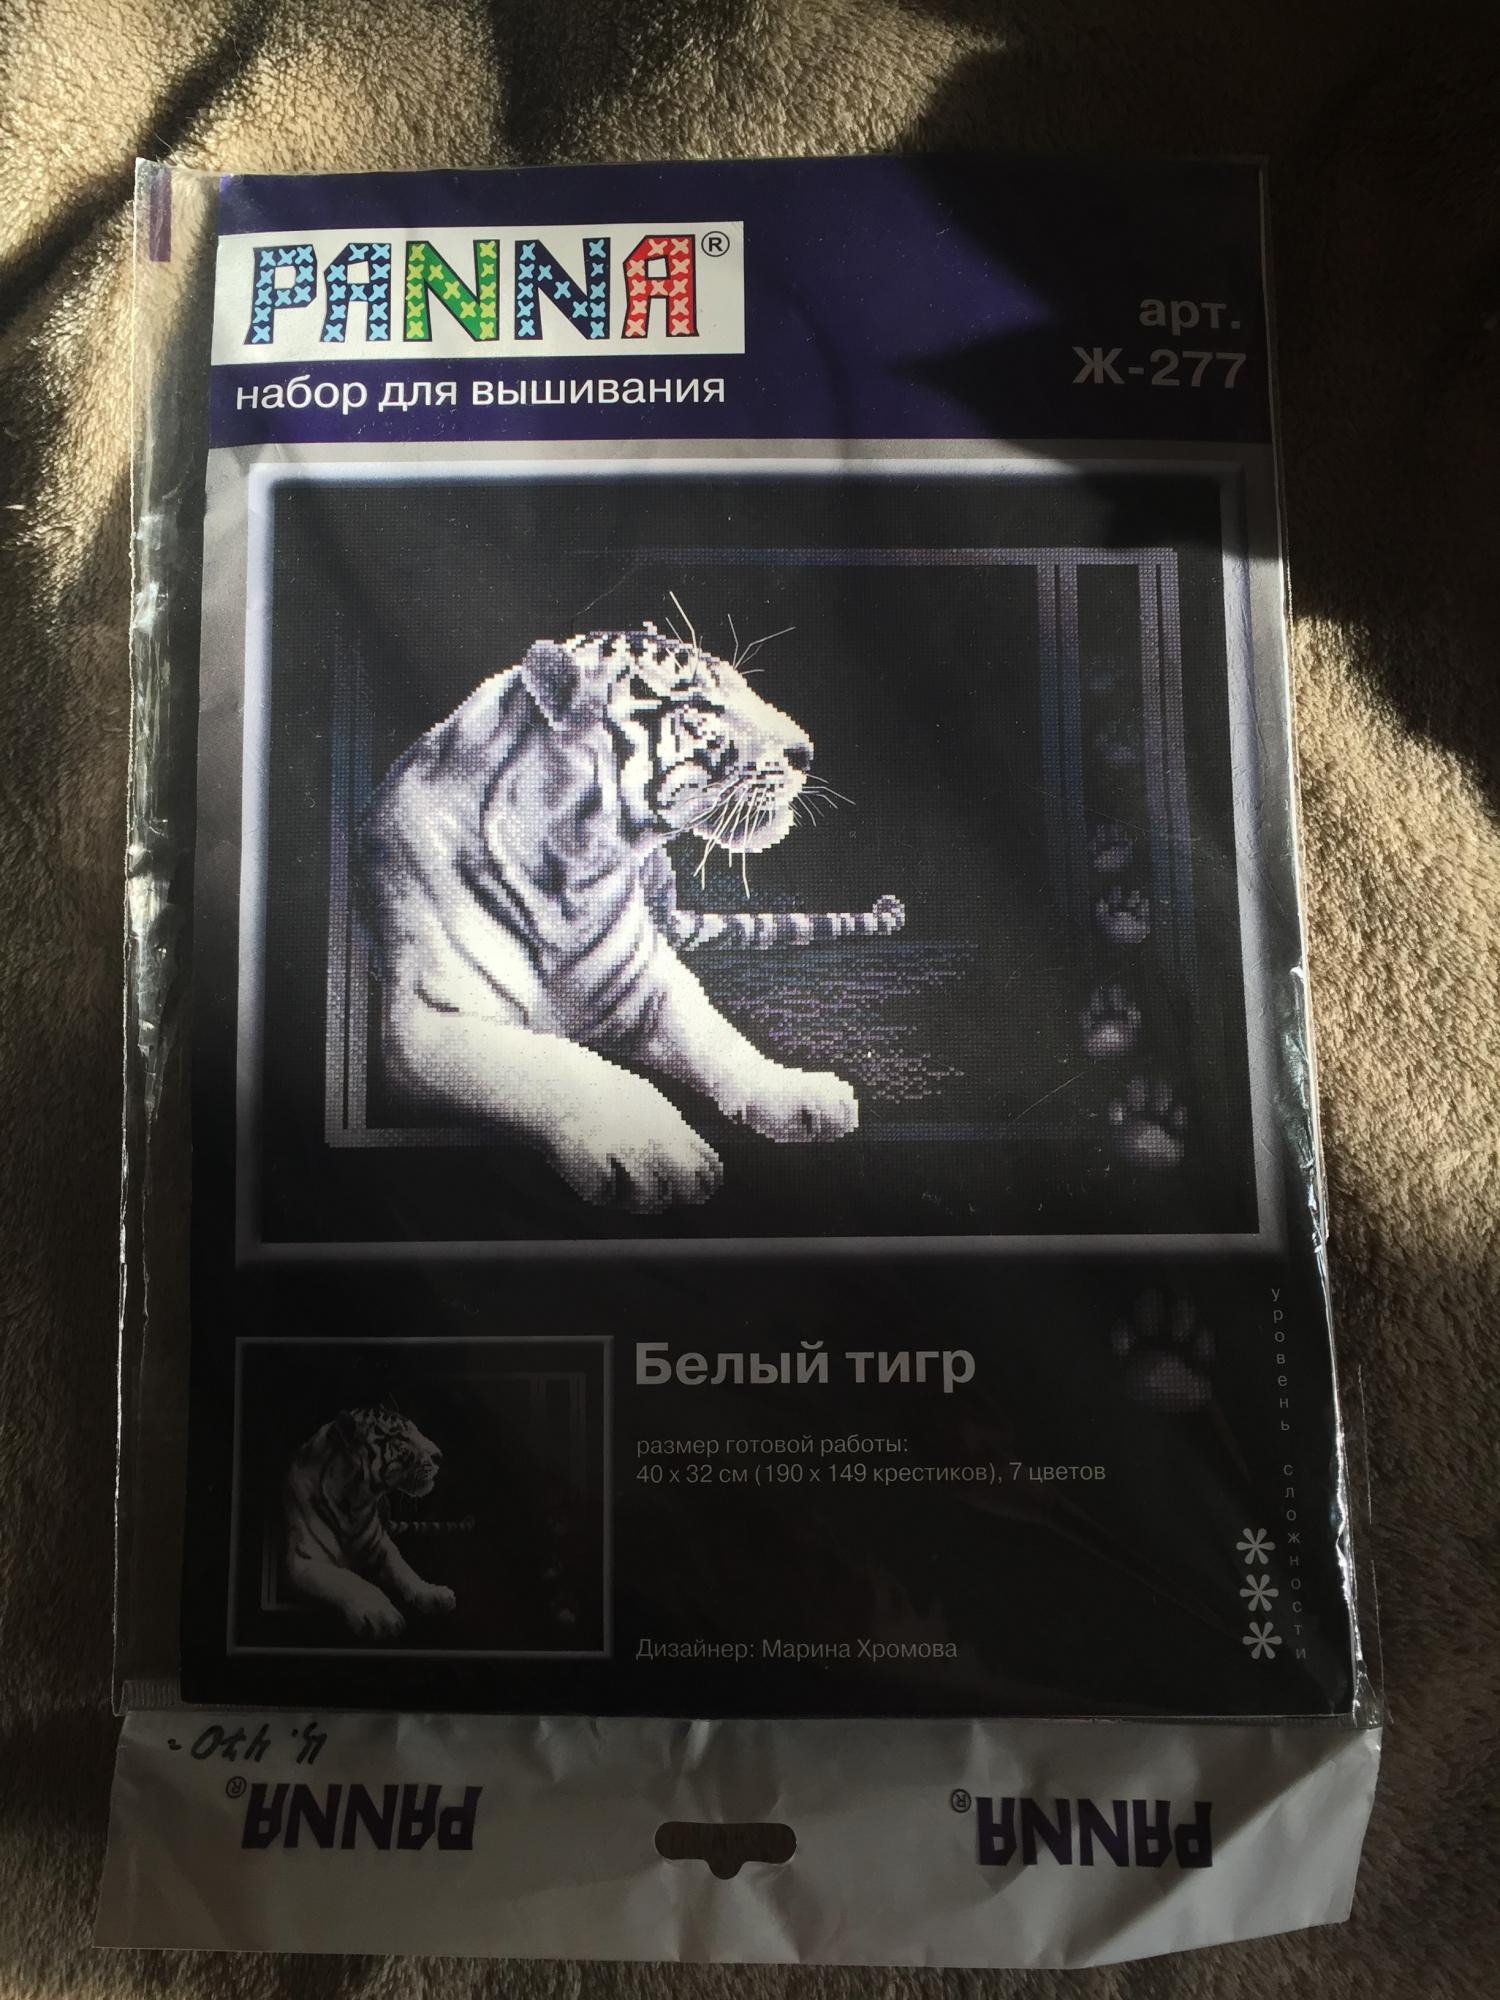 PANNA®
набор для вышивания
арт.
Ж-277
Белый тигр
размер готовой работы:
40 x 32 см (190 x 149 крестиков), 7 цветов
Дизайнер: Марина Хромова
уровень сложности
***
PANNA®
PANNA®